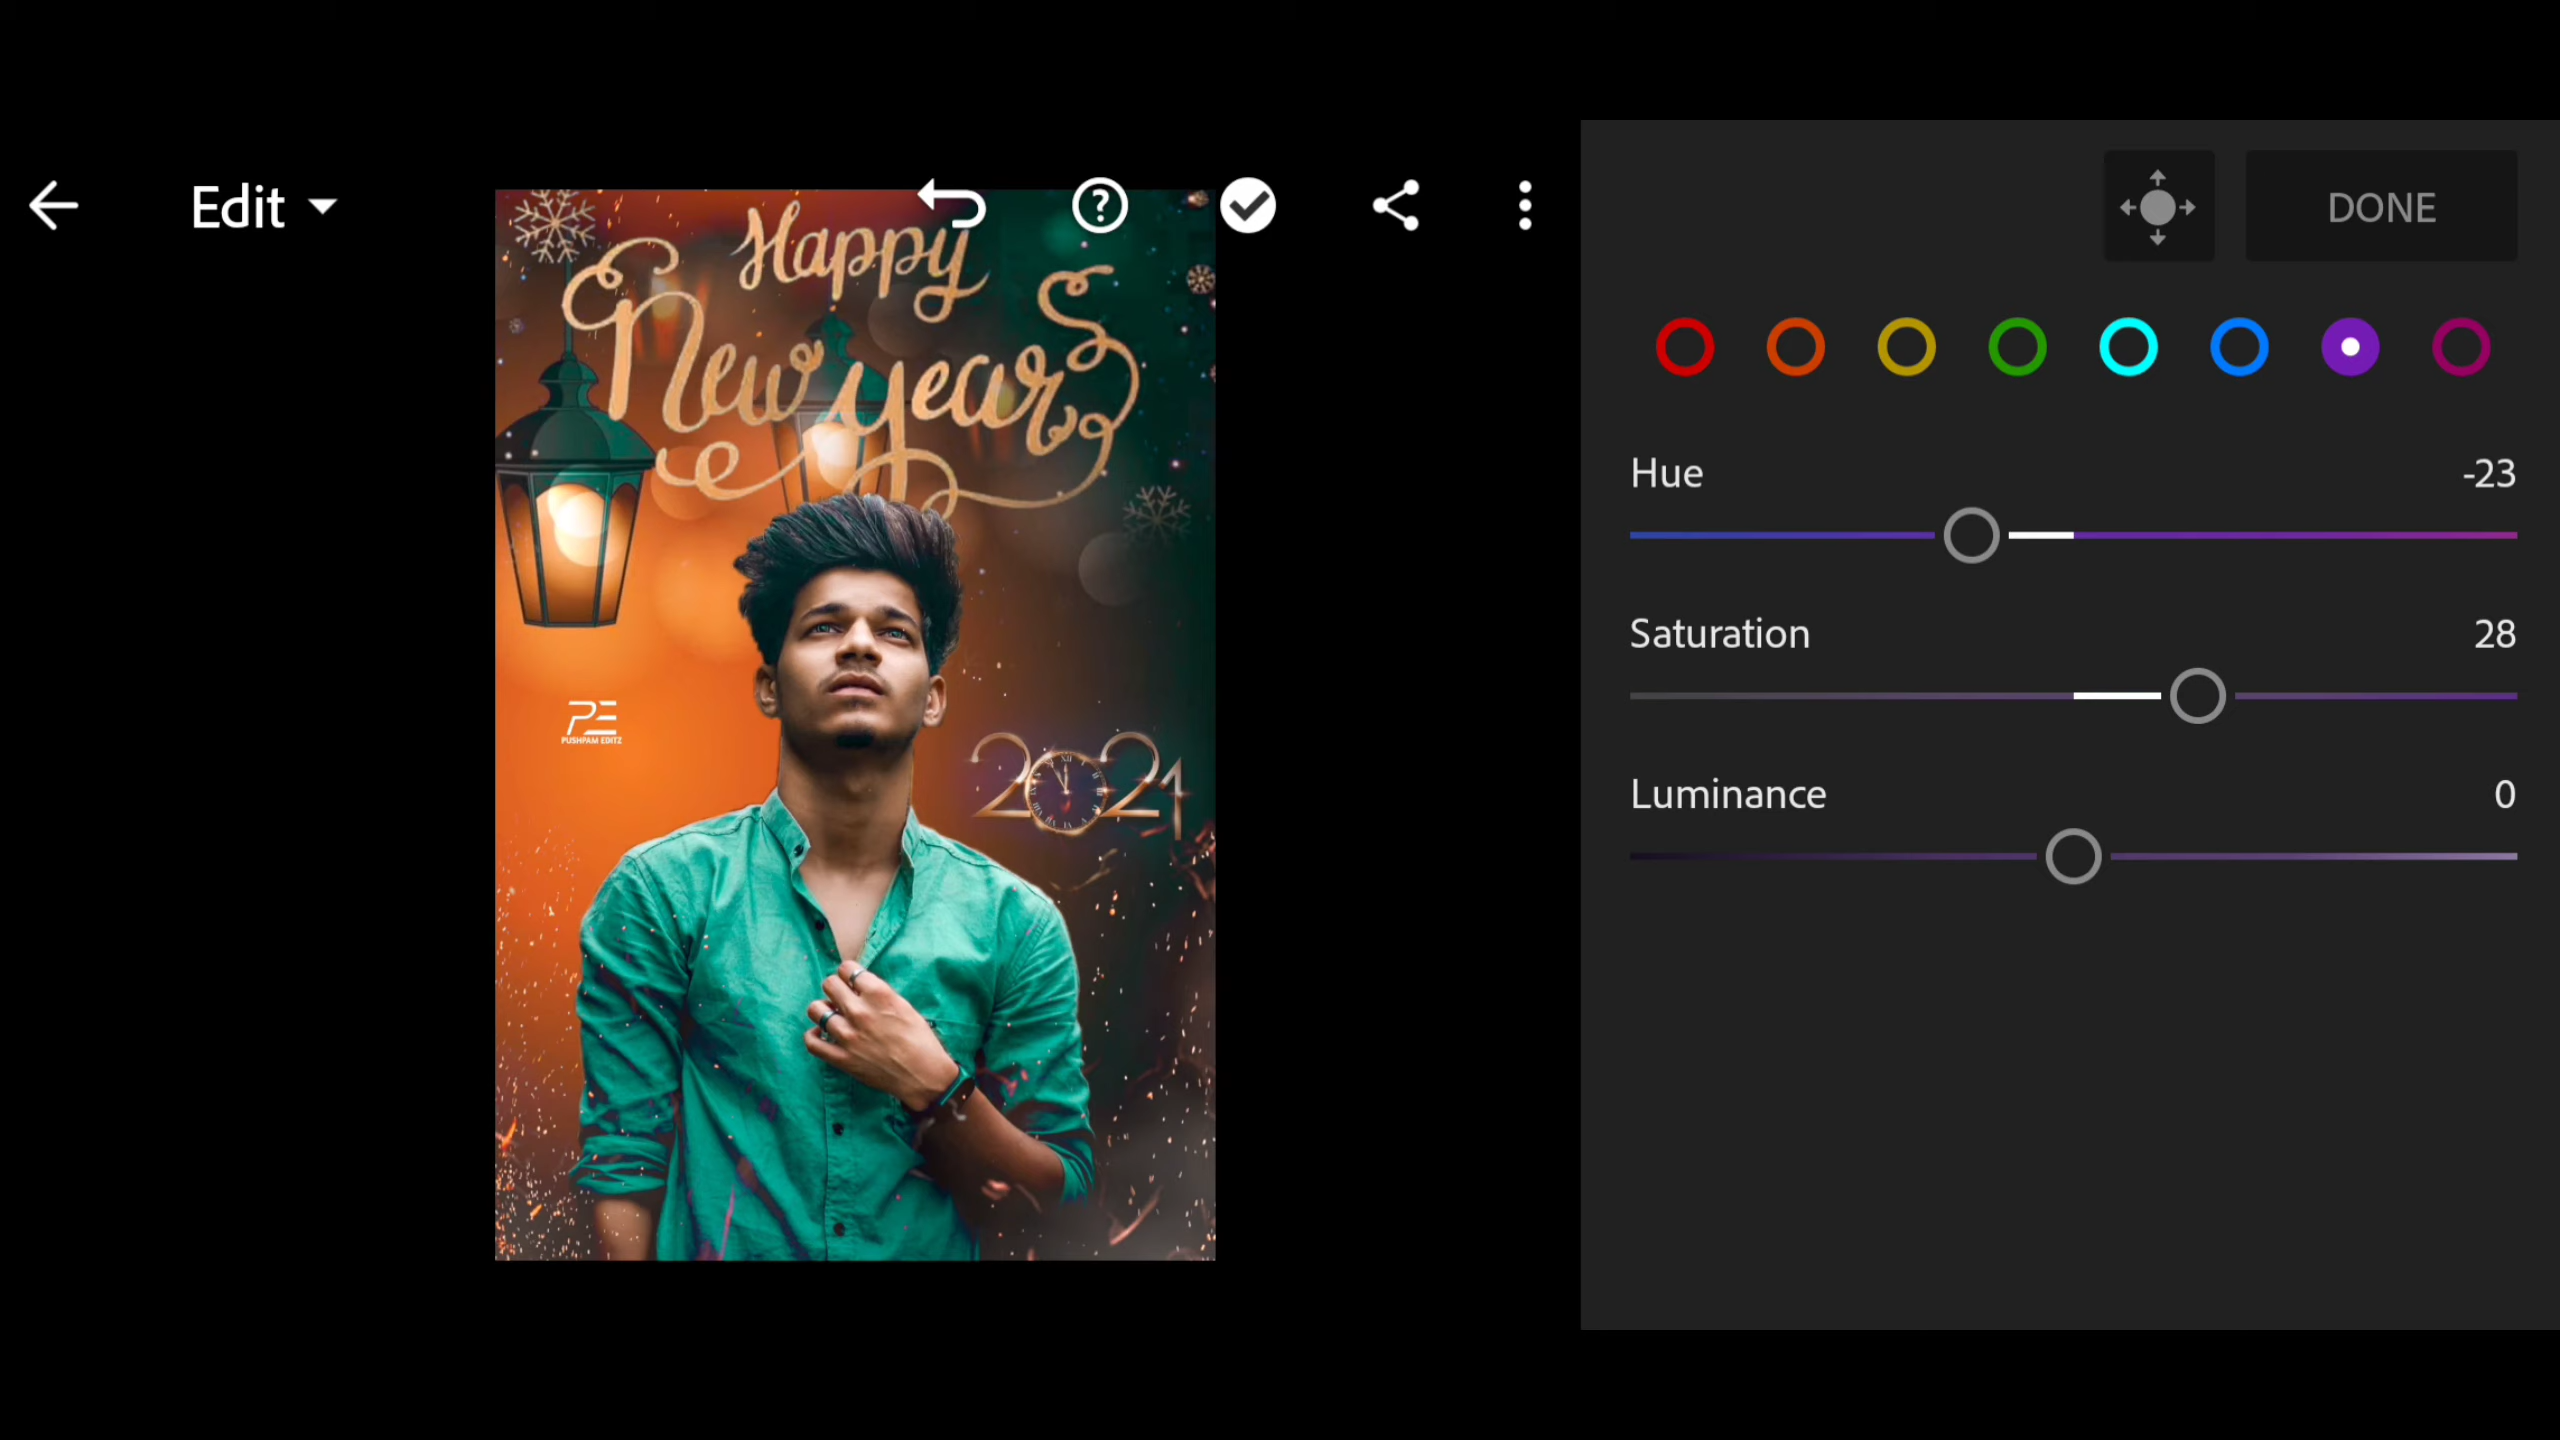 Edit
DONE
Happy
New year
Hue -23
Saturation 28
Luminance 0
PE
PUSHPAM EDITZ
2021